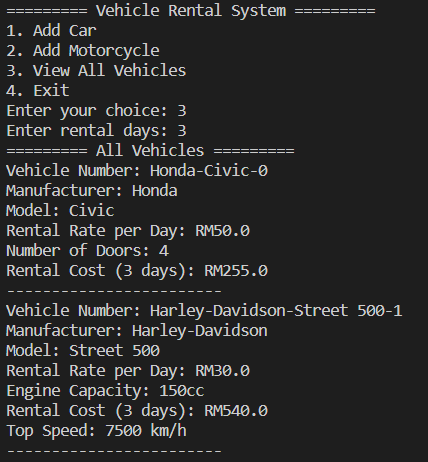 ========= Vehicle Rental System =========
1. Add Car
2. Add Motorcycle
3. View All Vehicles
4. Exit
Enter your choice: 3
Enter rental days: 3
========= All Vehicles =========
Vehicle Number: Honda-Civic-0
Manufacturer: Honda
Model: Civic
Rental Rate per Day: RM50.0
Number of Doors: 4
Rental Cost (3 days): RM255.0
------------------------
Vehicle Number: Harley-Davidson-Street 500-1
Manufacturer: Harley-Davidson
Model: Street 500
Rental Rate per Day: RM30.0
Engine Capacity: 150cc
Rental Cost (3 days): RM540.0
Top Speed: 7500 km/h
------------------------